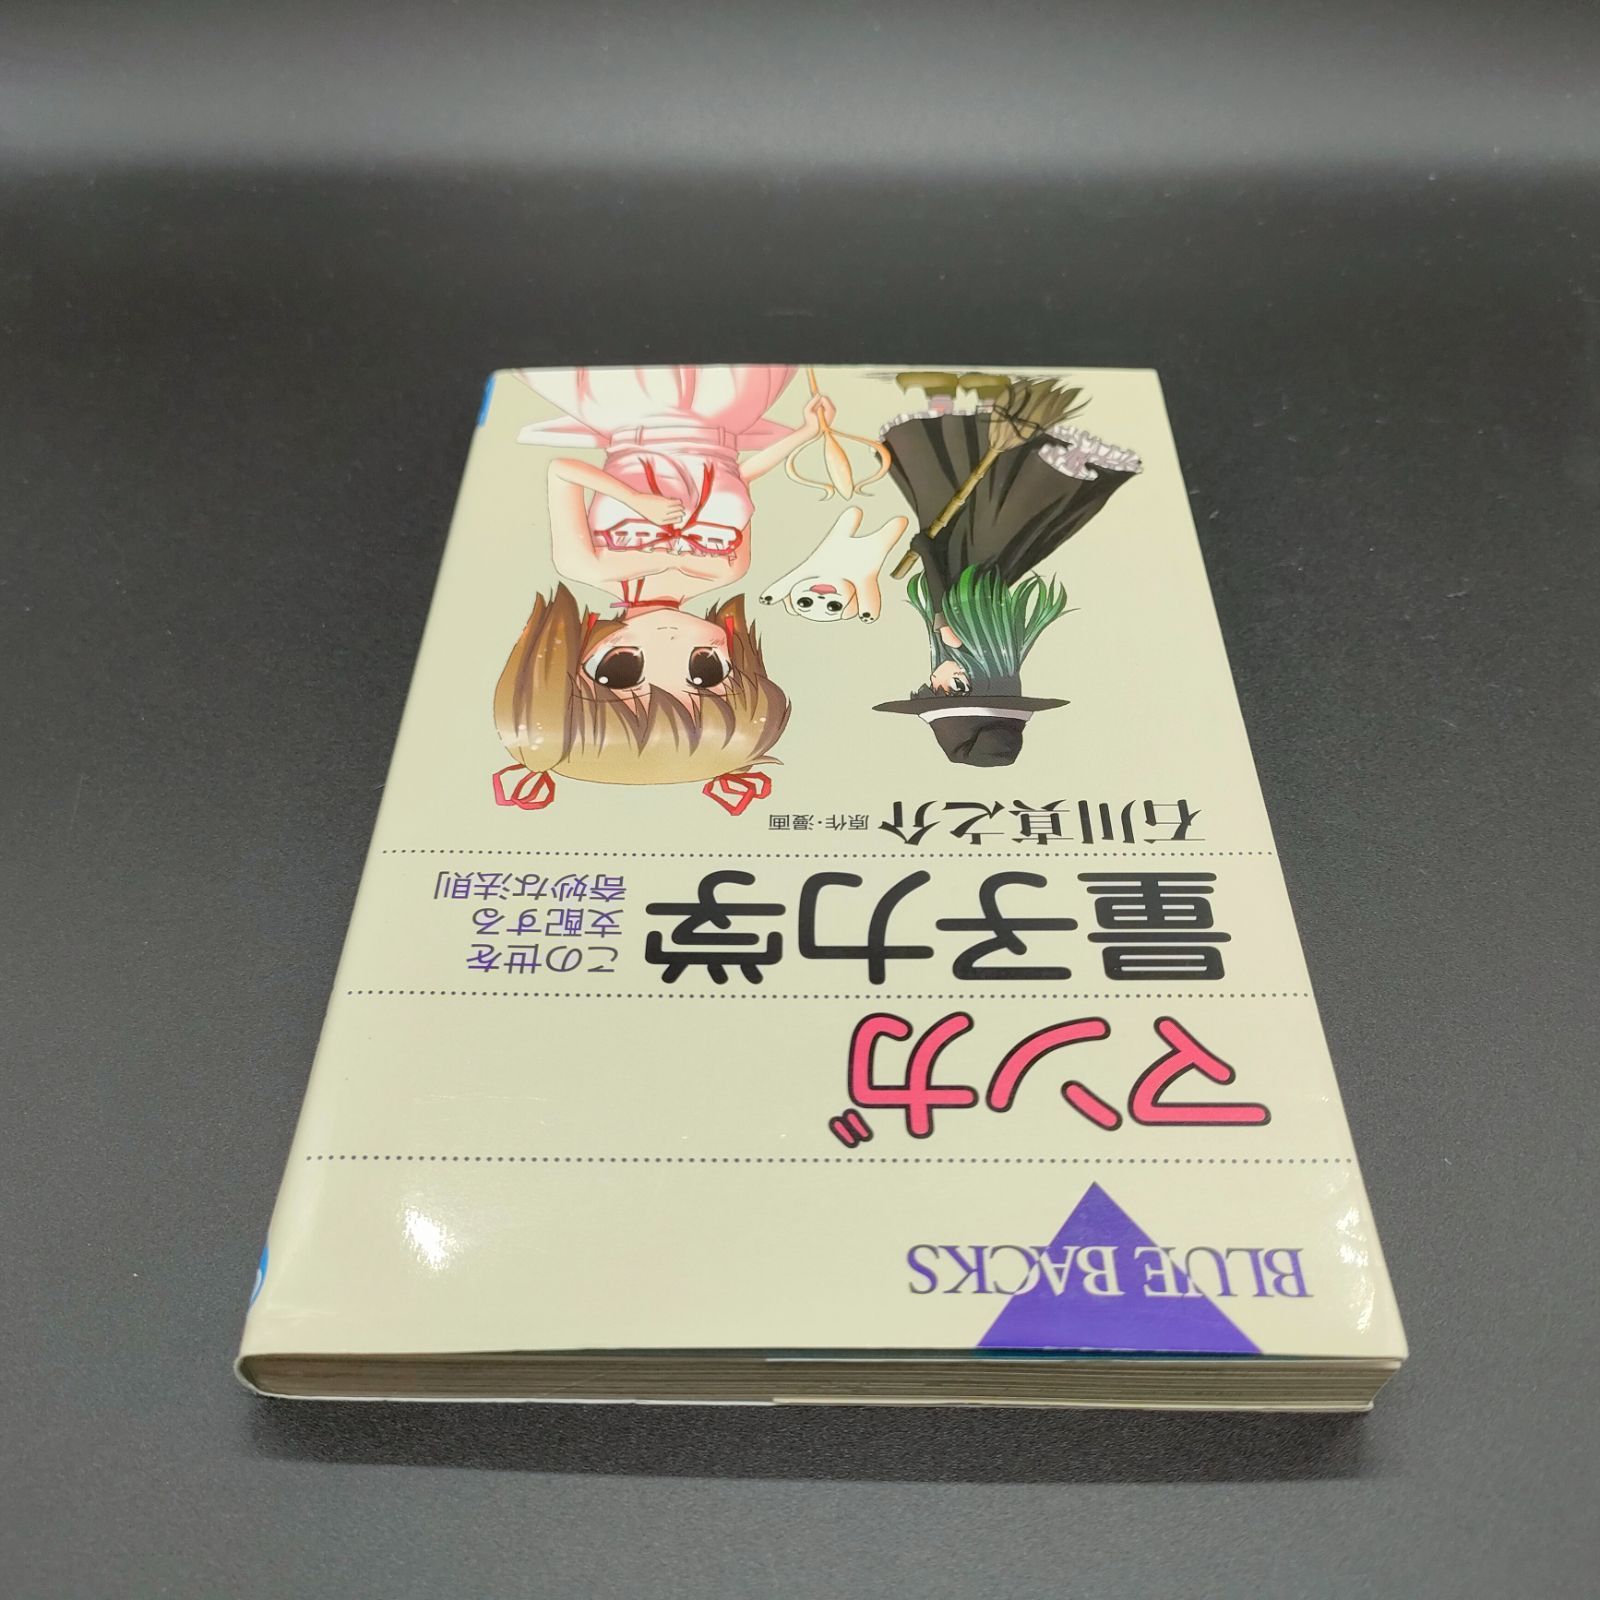 BLUE BACKS
マンガ
量子力学
この世を
支配する
奇妙な法則
石川真之介 原作・漫画